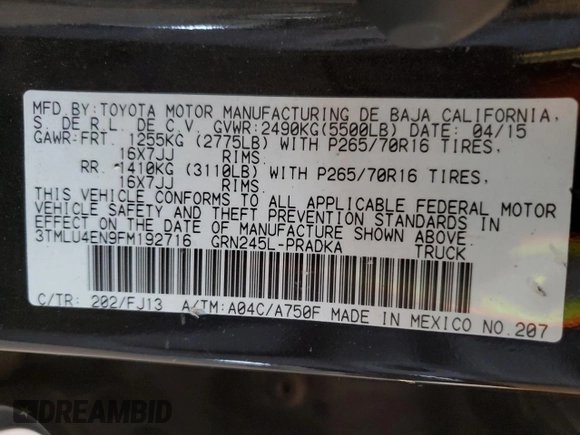 MFD.BY:TOYOTA MOTOR MANUFACTURING DE BAJA CALIFORNIA,
S. DE R.L. DE C.V. GVWR:2490KG(5500LB) DATE: 04/15
GAWR:FRT. 1255KG (2775LB) WITH P265/70R16 TIRES,
16X7JJ RIMS.
RR. 1410KG (3110LB) WITH P265/70R16 TIRES,
16X7JJ RIMS.
THIS VEHICLE CONFORMS TO ALL APPLICABLE FEDERAL MOTOR
VEHICLE SAFETY AND THEFT PREVENTION STANDARDS IN
EFFECT ON THE DATE OF MANUFACTURE SHOWN ABOVE.
3TMLU4EN9FM192716 GRN245L-PRADKA TRUCK
C/TR: 202/FJ13 A/TM:A04C/A750F MADE IN MEXICO NO.207
DREAMBID